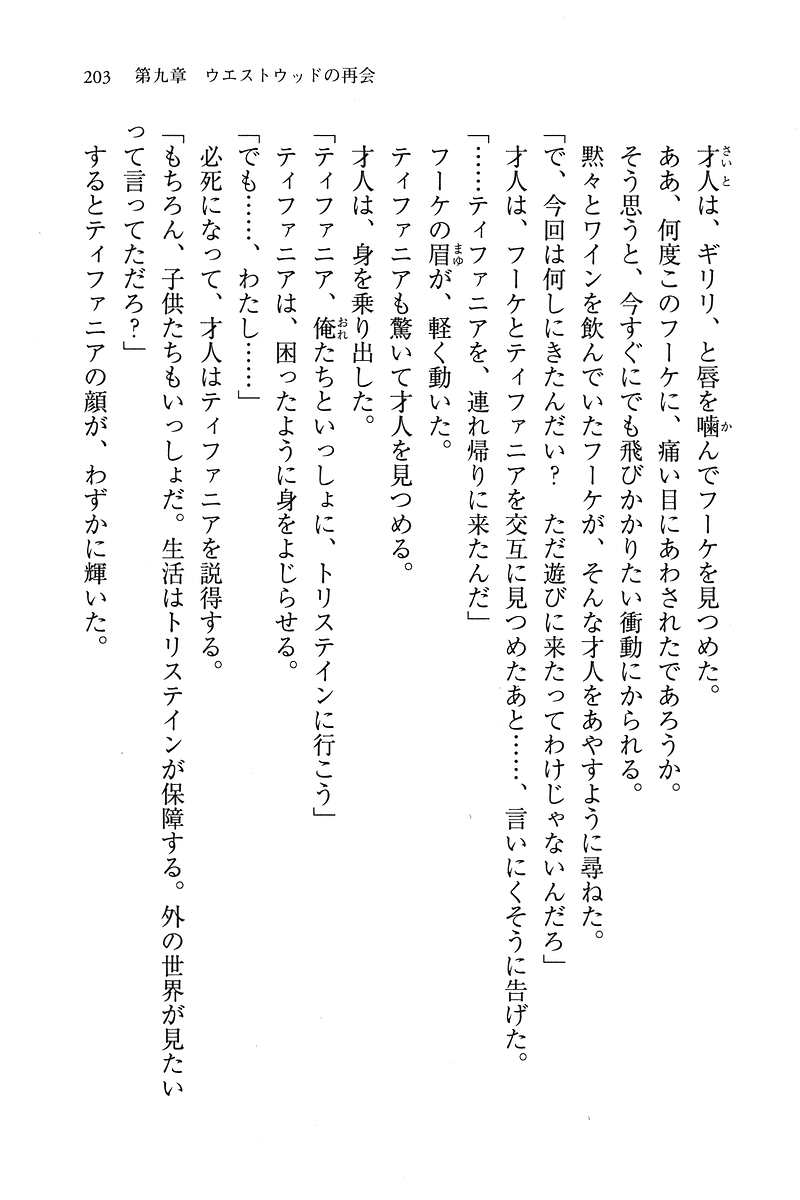 203　第九章　ウエストウッドの再会
才人は、ギリリ、と唇を噛んでフーケを見つめた。
ああ、何度このフーケに、痛い目にあわされたであろうか。
そう思うと、今すぐにでも飛びかかりたい衝動にかられる。
黙々とワインを飲んでいたフーケが、そんな才人をあやすように尋ねた。
「で、今回は何しにきたんだい？　ただ遊びに来たってわけじゃないんだろ」
才人は、フーケとティファニアを交互に見つめたあと……、言いにくそうに告げた。
「……ティファニアを、連れ帰りに来たんだ」
フーケの眉が、軽く動いた。
ティファニアも驚いて才人を見つめる。
才人は、身を乗り出した。
「ティファニア、俺たちといっしょに、トリステインに行こう」
ティファニアは、困ったように身をよじらせる。
「でも……、わたし……」
必死になって、才人はティファニアを説得する。
「もちろん、子供たちもいっしょだ。生活はトリステインが保障する。外の世界が見たい
って言ってただろ？」
するとティファニアの顔が、わずかに輝いた。